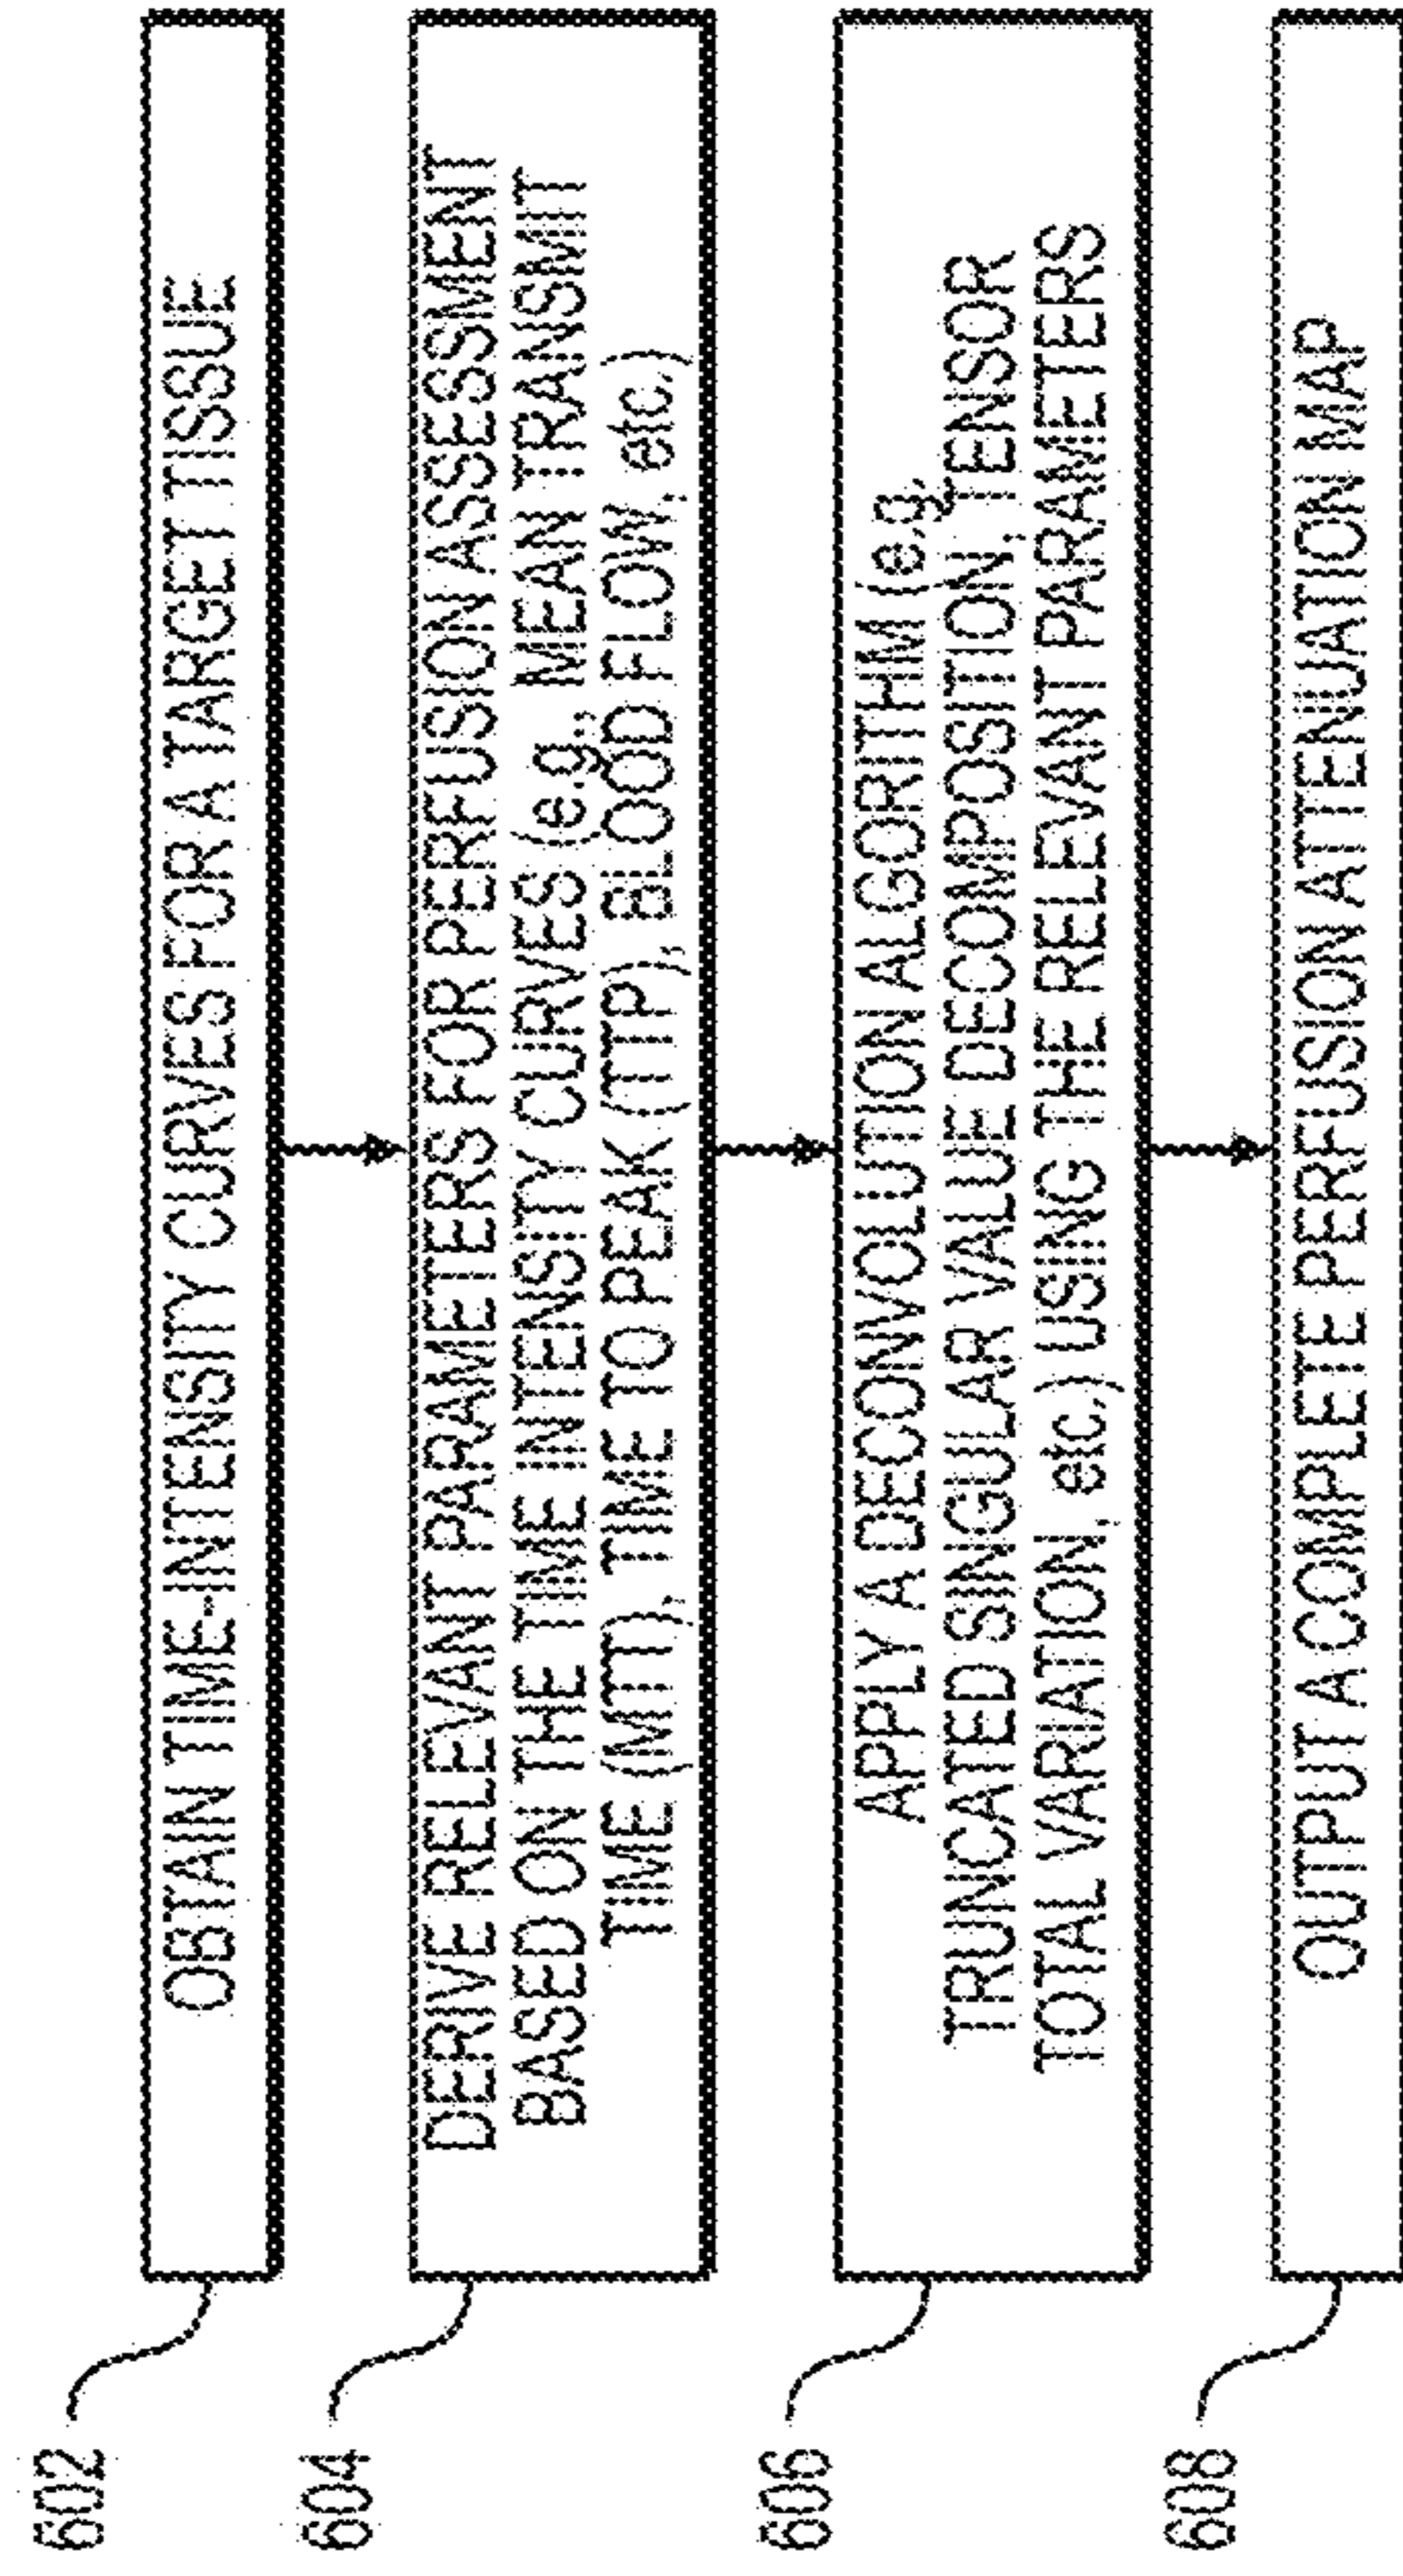 602
OBTAIN TIME-INTENSITY CURVES FOR A TARGET TISSUE
604
DERIVE RELEVANT PARAMETERS FOR PERFUSION ASSESSMENT
BASED ON THE TIME INTENSITY CURVES (e.g., MEAN TRANSMIT
TIME (MTT), TIME TO PEAK (TTP), BLOOD FLOW, etc.)
606
APPLY A DECONVOLUTION ALGORITHM (e.g.
TRUNCATED SINGULAR VALUE DECOMPOSITION, TENSOR
TOTAL VARIATION, etc.) USING THE RELEVANT PARAMETERS
608
OUTPUT A COMPLETE PERFUSION ATTENUATION MAP